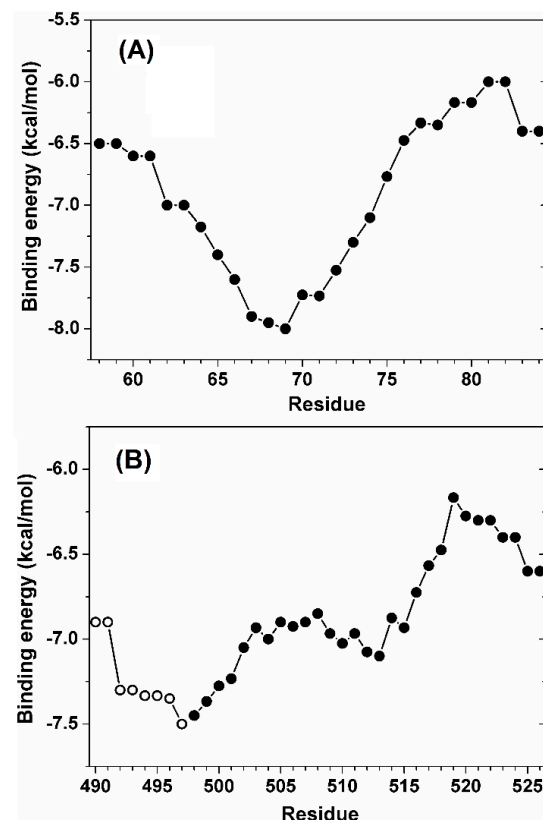 (A)
Binding energy (kcal/mol)
-5.5
-6.0
-6.5
-7.0
-7.5
-8.0
60 65 70 75 80
Residue
(B)
Binding energy (kcal/mol)
-6.0
-6.5
-7.0
-7.5
490 495 500 505 510 515 520 525
Residue